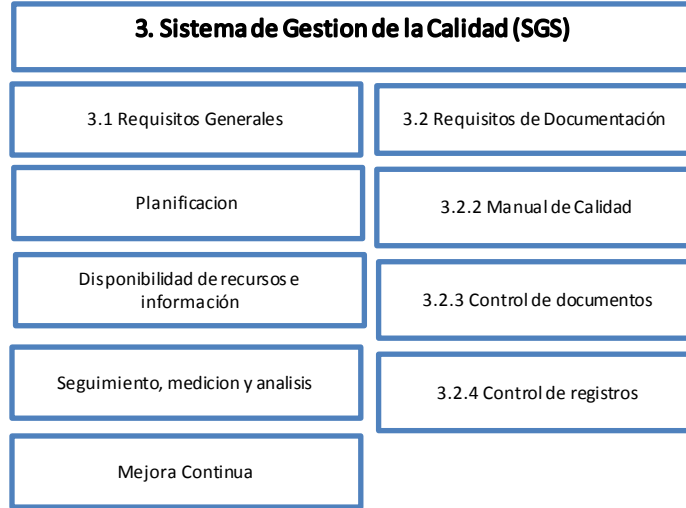 3. Sistema de Gestion de la Calidad (SGS)
3.1 Requisitos Generales
3.2 Requisitos de Documentación
Planificacion
3.2.2 Manual de Calidad
Disponibilidad de recursos e
información
3.2.3 Control de documentos
Seguimiento, medicion y analisis
3.2.4 Control de registros
Mejora Continua